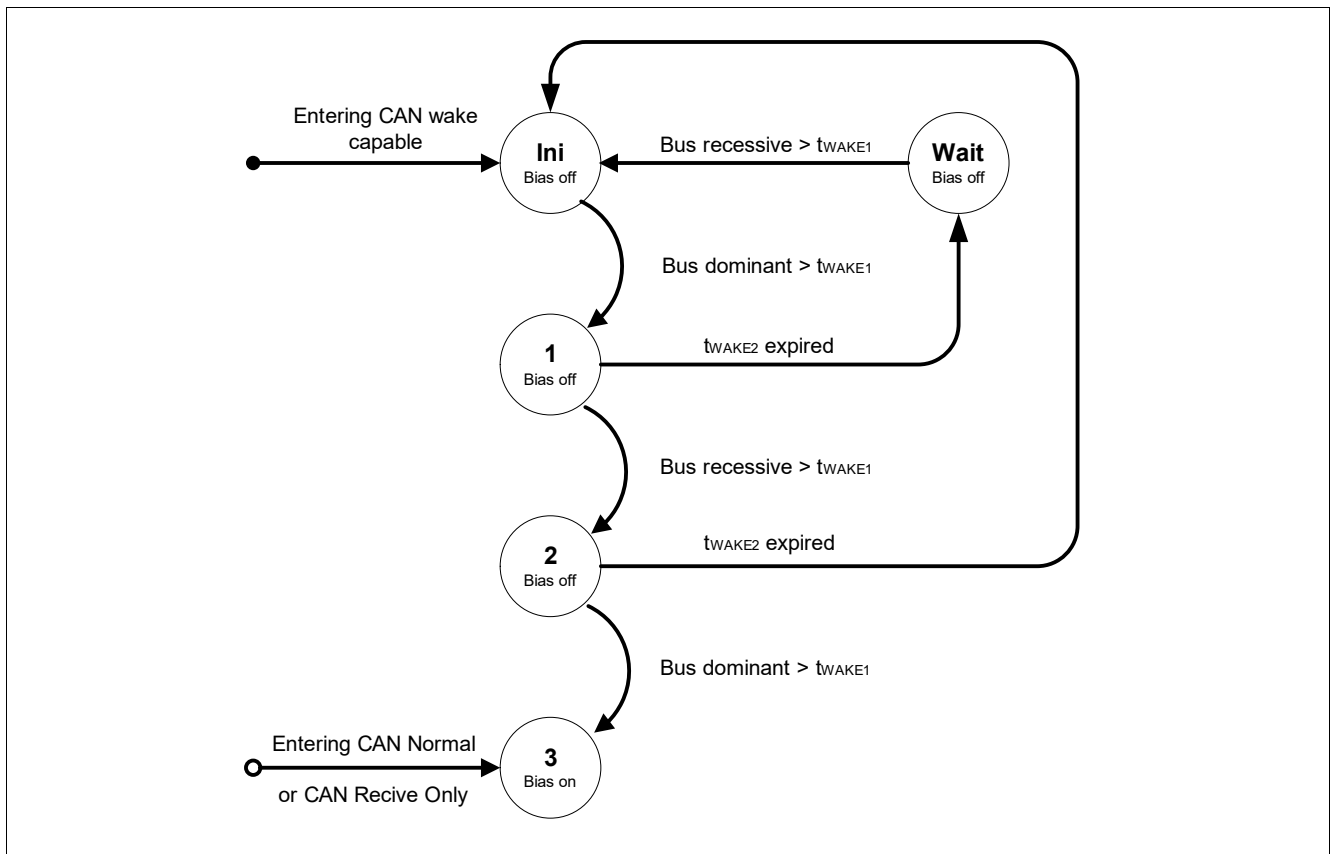 Entering CAN wake
capable
Ini
Bias off
Bus recessive > tWAKE1
Wait
Bias off
Bus dominant > tWAKE1
1
Bias off
tWAKE2 expired
Bus recessive > tWAKE1
2
Bias off
tWAKE2 expired
Bus dominant > tWAKE1
Entering CAN Normal
or CAN Recive Only
3
Bias on